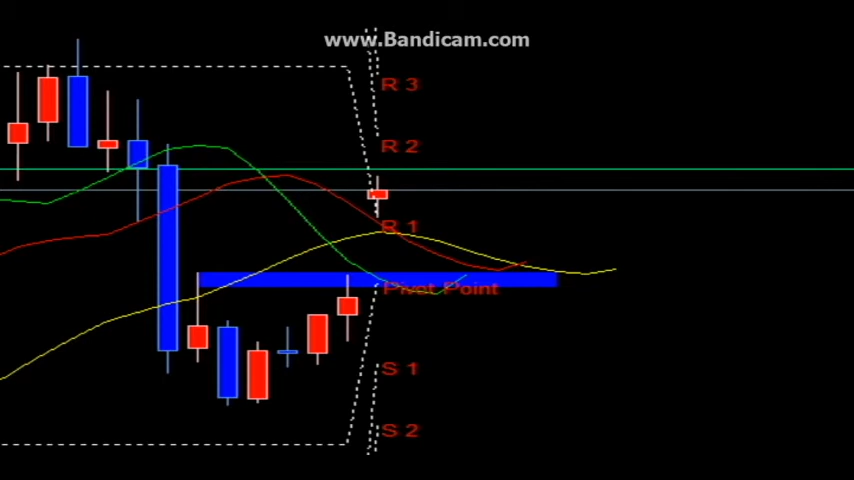 www.Bandicam.com
R 3
R 2
R 1
Pivot Point
S 1
S 2